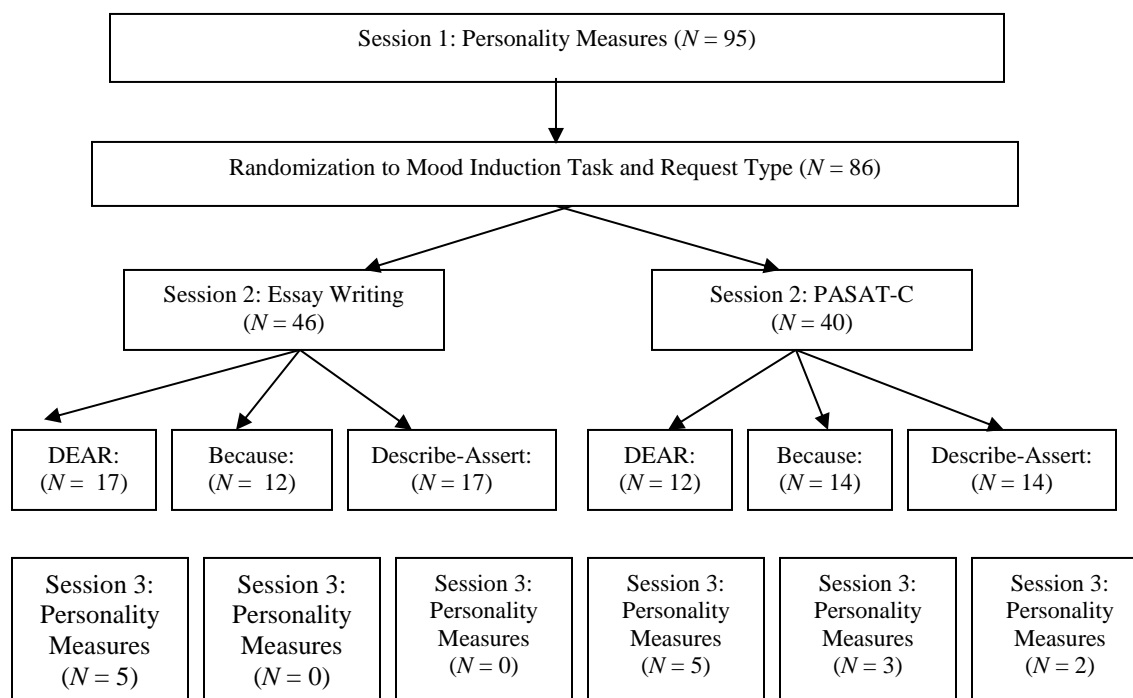 Session 1: Personality Measures (N = 95)
Randomization to Mood Induction Task and Request Type (N = 86)
Session 2: Essay Writing
(N = 46)
Session 2: PASAT-C
(N = 40)
DEAR:
(N =  17)
Because:
(N =  12)
Describe-Assert:
(N = 17)
DEAR:
(N = 12)
Because:
(N = 14)
Describe-Assert:
(N = 14)
Session 3:
Personality
Measures
(N = 5)
Session 3:
Personality
Measures
(N = 0)
Session 3:
Personality
Measures
(N = 0)
Session 3:
Personality
Measures
(N = 5)
Session 3:
Personality
Measures
(N = 3)
Session 3:
Personality
Measures
(N = 2)